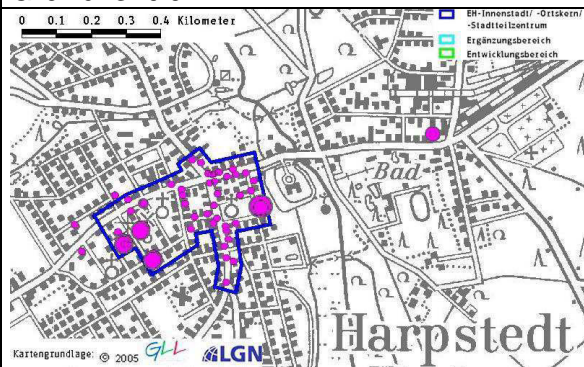 0 0.1 0.2 0.3 0.4 Kilometer
EH-Innenstadt/ -Ortskern/
-Stadtteilzentrum
Ergänzungsbereich
Entwicklungsbereich
Bad
Harpstedt
Kartengrundlage: © 2005 GLL LGN